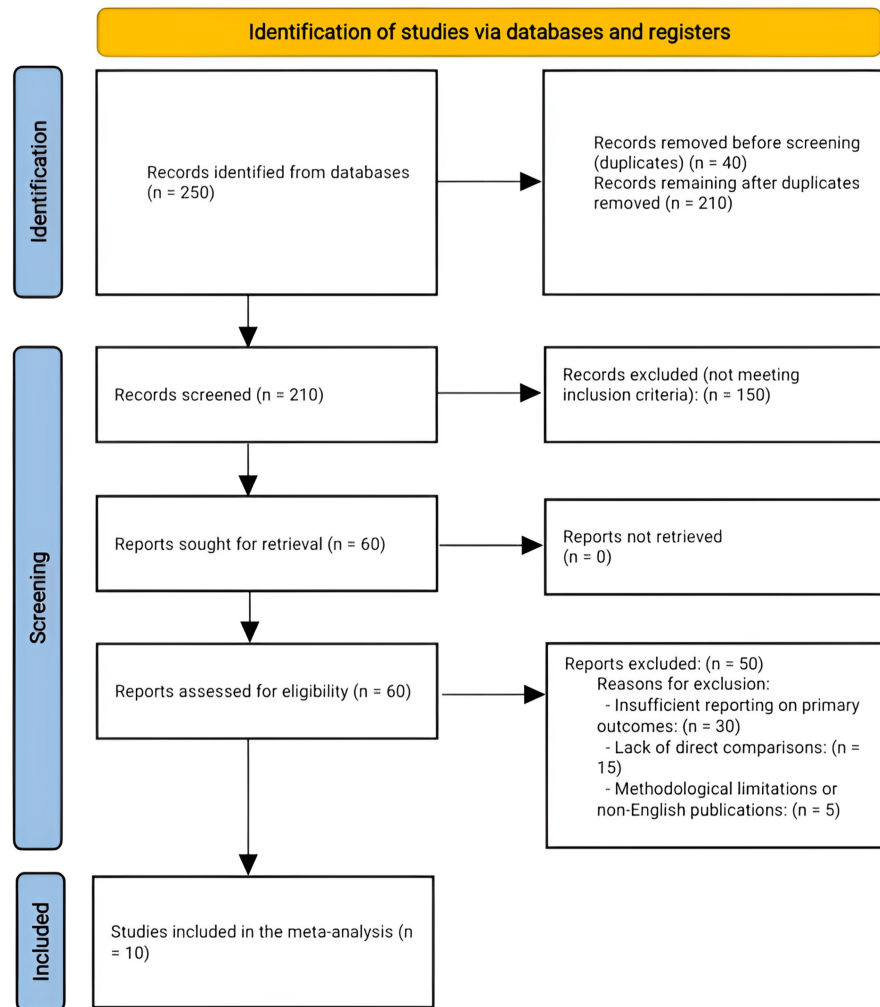 Identification of studies via databases and registers
Identification
Records identified from databases
(n = 250)
Records removed before screening
(duplicates) (n = 40)
Records remaining after duplicates
removed (n = 210)
Screening
Records screened (n = 210)
Records excluded (not meeting
inclusion criteria): (n = 150)
Reports sought for retrieval (n = 60)
Reports not retrieved
(n = 0)
Reports assessed for eligibility (n = 60)
Reports excluded: (n = 50)
Reasons for exclusion:
- Insufficient reporting on primary
outcomes: (n = 30)
- Lack of direct comparisons: (n =
15)
- Methodological limitations or
non-English publications: (n = 5)
Included
Studies included in the meta-analysis (n
= 10)